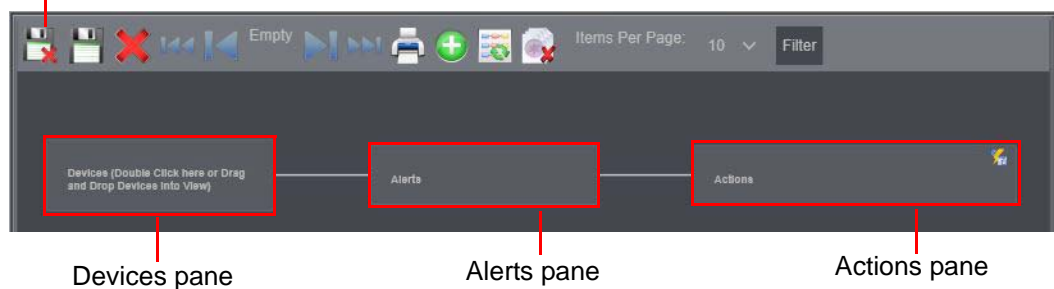 Empty
Items Per Page:
10
Filter
Devices (Double Click here or Drag
and Drop Devices Into View)
Alerts
Actions
Devices pane
Alerts pane
Actions pane